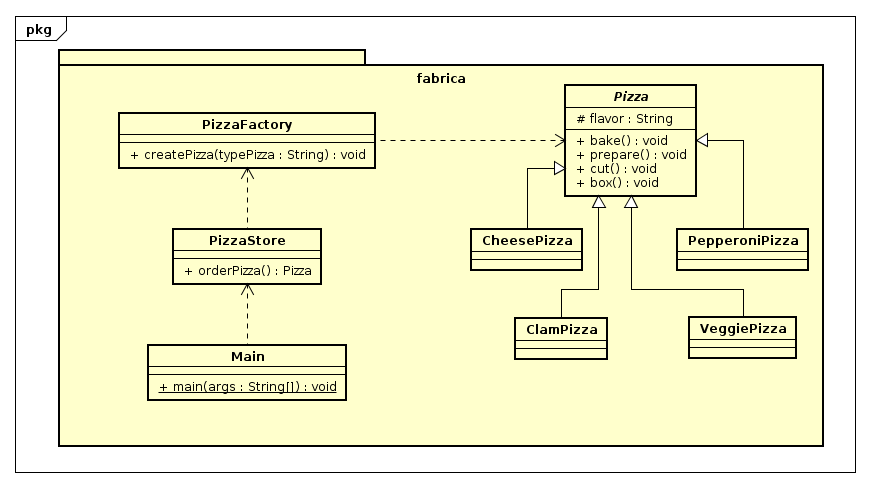 pkg
fabrica
PizzaFactory
+ createPizza(typePizza : String) : void
PizzaStore
+ orderPizza() : Pizza
Main
+ main(args : String[]) : void
Pizza
# flavor : String
+ bake() : void
+ prepare() : void
+ cut() : void
+ box() : void
CheesePizza
PepperoniPizza
ClamPizza
VeggiePizza